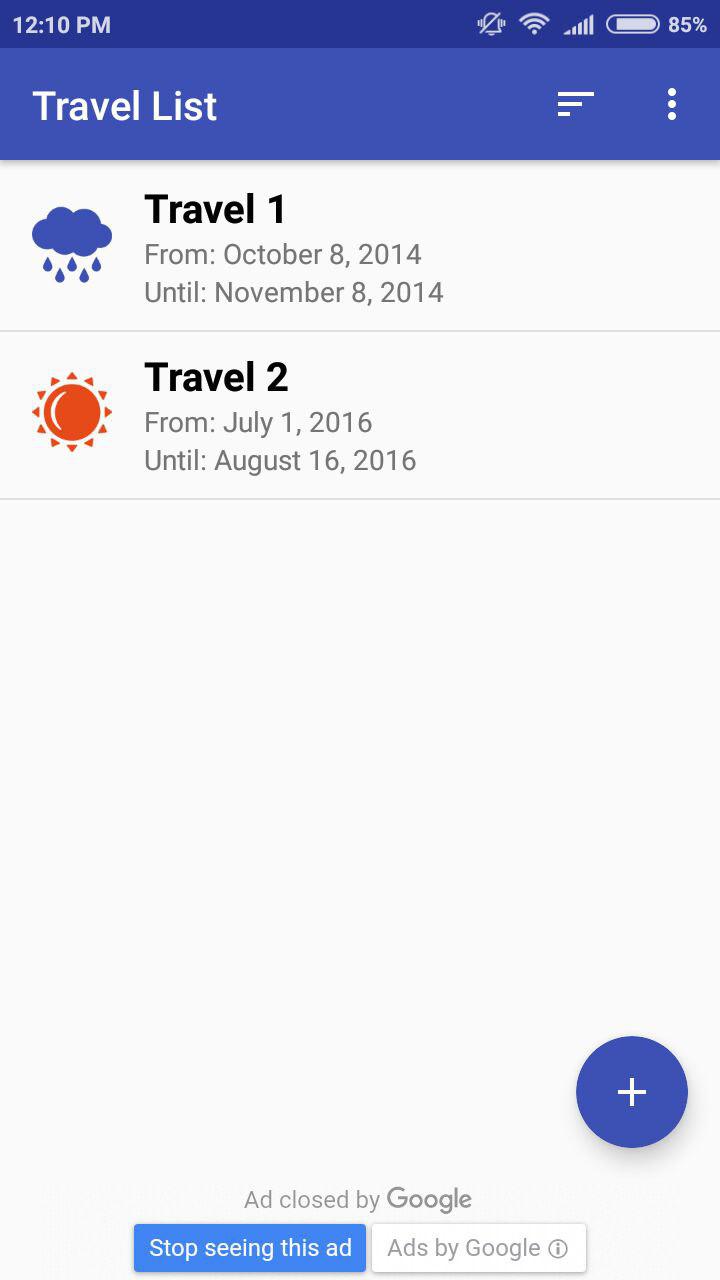 12:10 PM
85%
Travel List
Travel 1
From: October 8, 2014
Until: November 8, 2014
Travel 2
From: July 1, 2016
Until: August 16, 2016
+
Ad closed by Google
Stop seeing this ad
Ads by Google